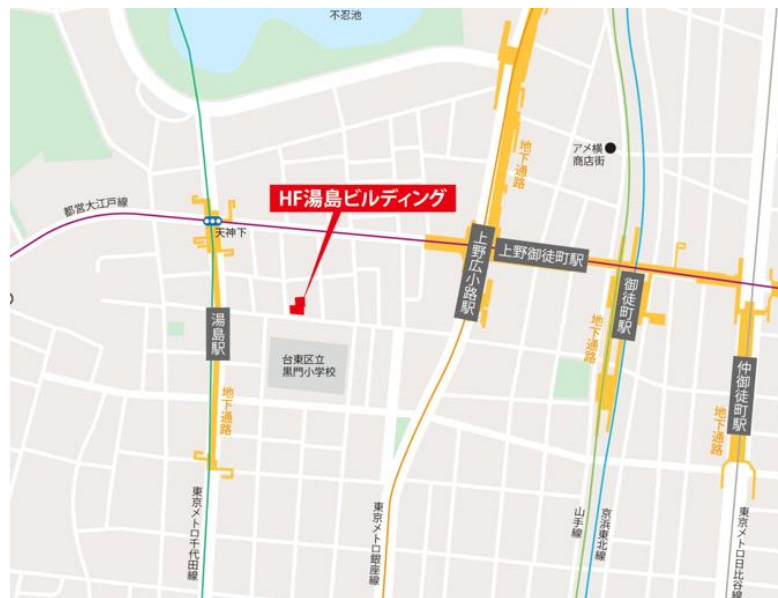 不忍池
アメ横
商店街
地下通路
HF湯島ビルディング
都営大江戸線
天神下
上野広小路駅
上野御徒町駅
御徒町駅
湯島駅
地下通路
台東区立
黒門小学校
仲御徒町駅
地下通路
地下通路
東京メトロ千代田線
東京メトロ銀座線
山手線
京浜東北線
東京メトロ日比谷線